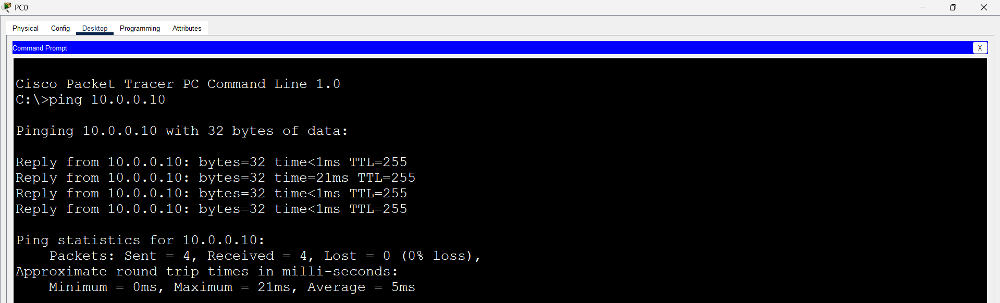 PC0
Physical Config Desktop Programming Attributes
Command Prompt X
Cisco Packet Tracer PC Command Line 1.0
C:\>ping 10.0.0.10
Pinging 10.0.0.10 with 32 bytes of data:
Reply from 10.0.0.10: bytes=32 time<1ms TTL=255
Reply from 10.0.0.10: bytes=32 time=21ms TTL=255
Reply from 10.0.0.10: bytes=32 time<1ms TTL=255
Reply from 10.0.0.10: bytes=32 time<1ms TTL=255
Ping statistics for 10.0.0.10:
Packets: Sent = 4, Received = 4, Lost = 0 (0% loss),
Approximate round trip times in milli-seconds:
Minimum = 0ms, Maximum = 21ms, Average = 5ms